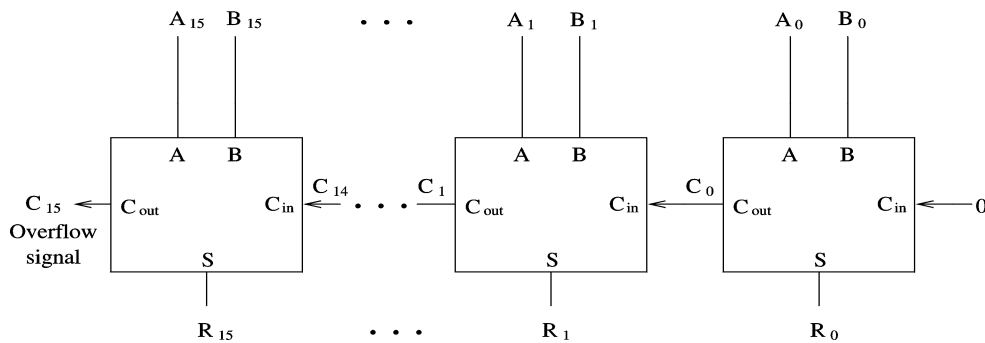 A 15 B 15 . . . A 1 B 1 A 0 B 0
A B A B A B
C 15 C out C in C 14 . . . C 1 C out C in C 0 C out C in 0
Overflow
signal
S S S
R 15 . . . R 1 R 0